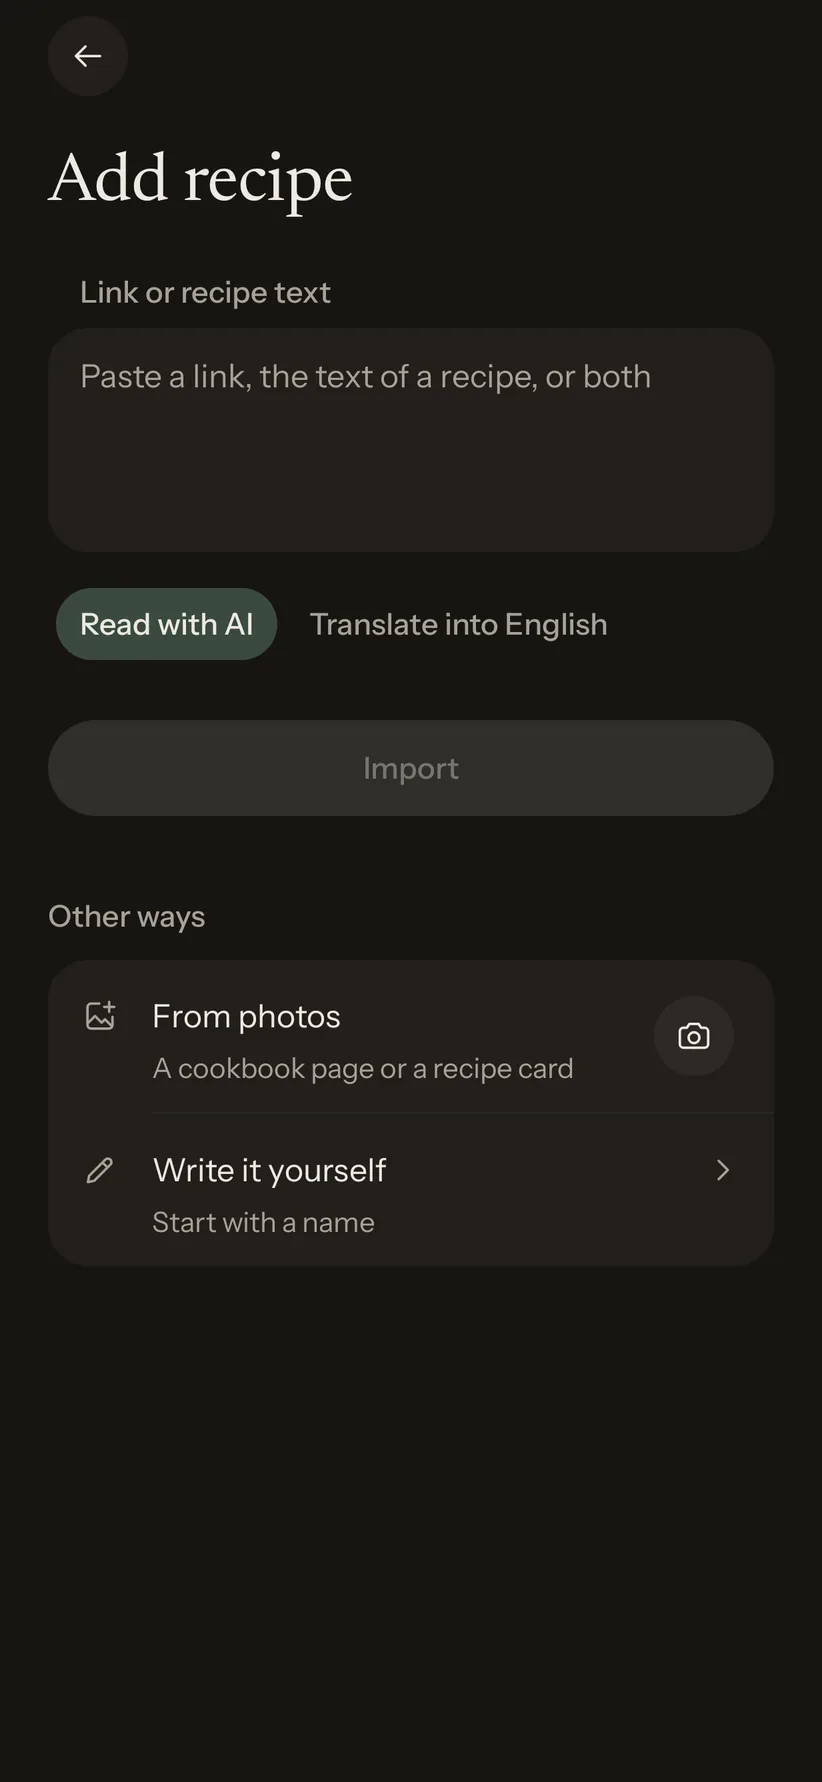 Add recipe
Link or recipe text
Paste a link, the text of a recipe, or both
Read with AI
Translate into English
Import
Other ways
From photos
A cookbook page or a recipe card
Write it yourself
Start with a name